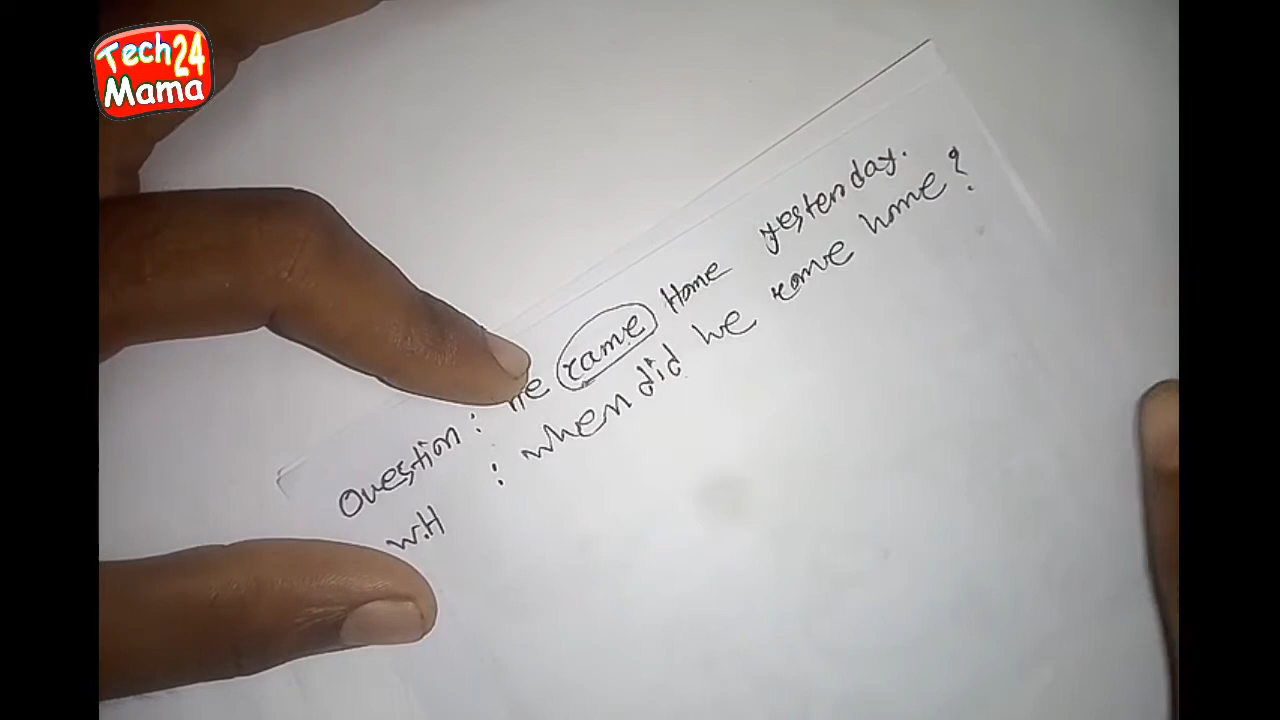 Tech24
Mama
Question : He came Home yesterday.
W.H : when did he come home?